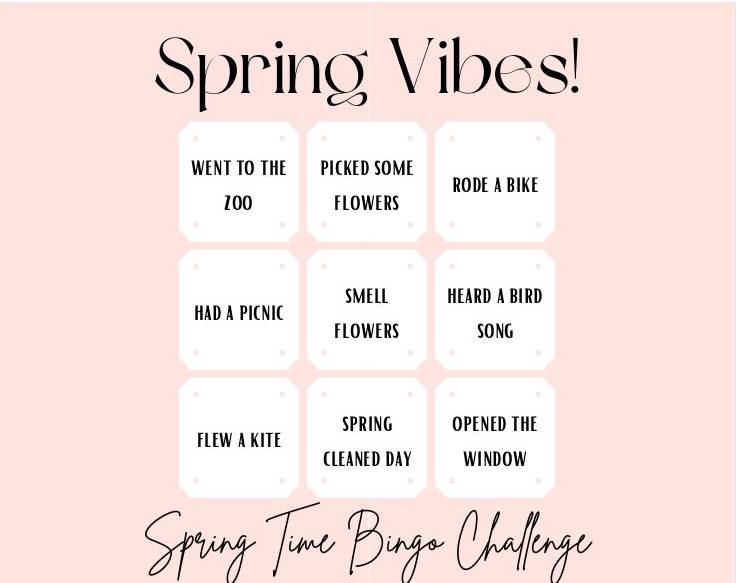 Spring Vibes!
WENT TO THE
ZOO
PICKED SOME
FLOWERS
RODE A BIKE
HAD A PICNIC
SMELL
FLOWERS
HEARD A BIRD
SONG
FLEW A KITE
SPRING
CLEANED DAY
OPENED THE
WINDOW
Spring Time Bingo Challenge